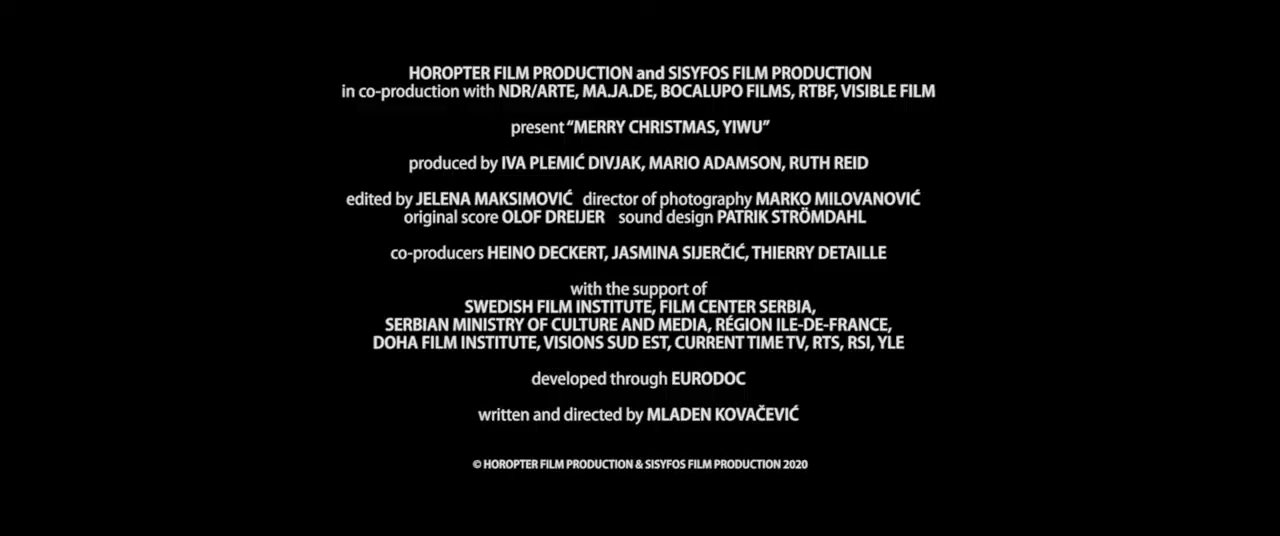 HOROPTER FILM PRODUCTION and SISYFOS FILM PRODUCTION
in co-production with NDR/ARTE, MA.JA.DE, BOCALUPO FILMS, RTBF, VISIBLE FILM
present “MERRY CHRISTMAS, YIWU”
produced by IVA PLEMIĆ DIVJAK, MARIO ADAMSON, RUTH REID
edited by JELENA MAKSIMOVIĆ director of photography MARKO MILOVANOVIĆ
original score OLOF DREIJER sound design PATRIK STRÖMDAHL
co-producers HEINO DECKERT, JASMINA SIJERČIĆ, THIERRY DETAILLE
with the support of
SWEDISH FILM INSTITUTE, FILM CENTER SERBIA,
SERBIAN MINISTRY OF CULTURE AND MEDIA, RÉGION ILE-DE-FRANCE,
DOHA FILM INSTITUTE, VISIONS SUD EST, CURRENT TIME TV, RTS, RSI, YLE
developed through EURODOC
written and directed by MLADEN KOVAČEVIĆ
© HOROPTER FILM PRODUCTION & SISYFOS FILM PRODUCTION 2020